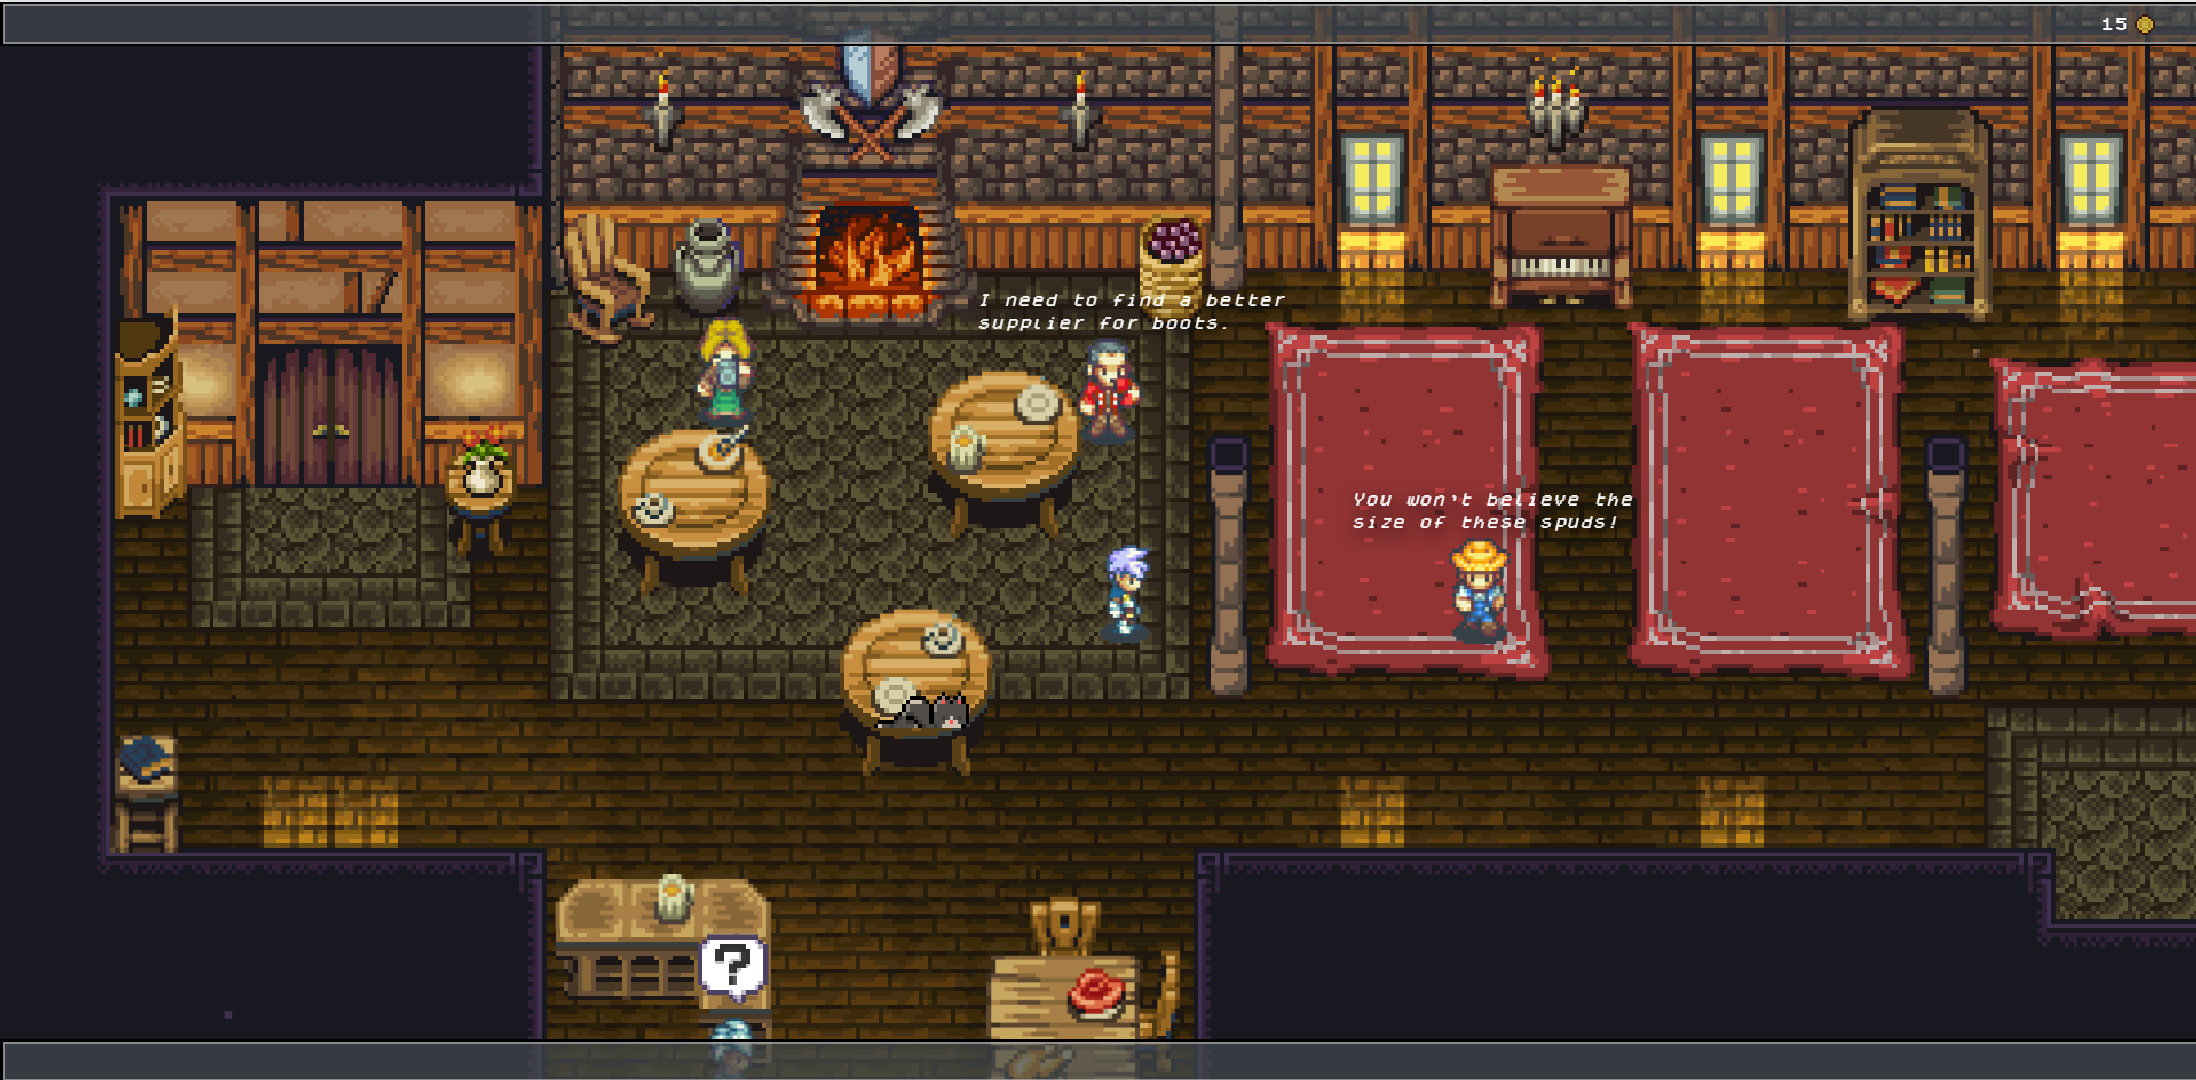 15
I need to find a better
supplier for boots.
You won't believe the
size of these spuds!
?